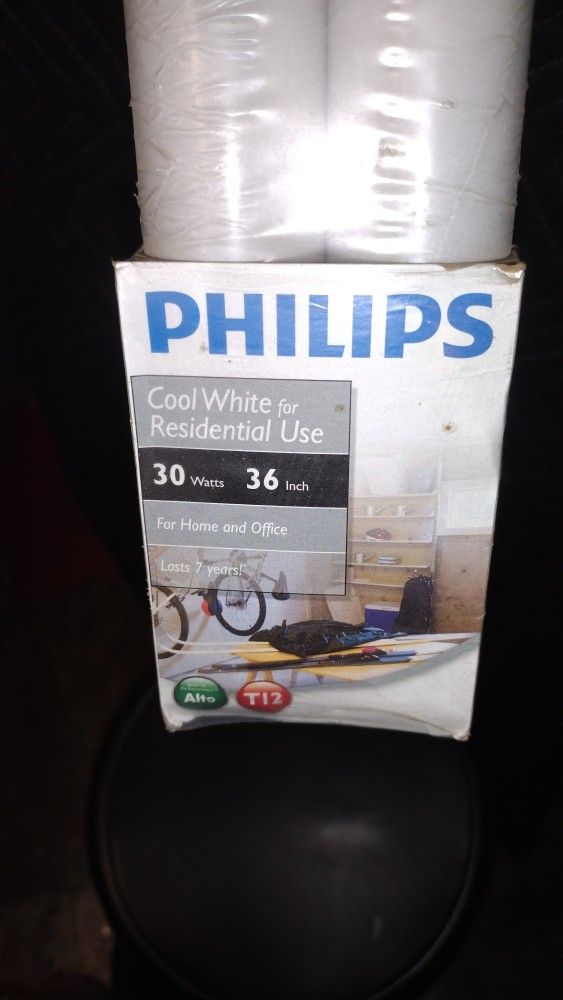 PHILIPS
Cool White for
Residential Use
30 Watts 36 Inch
For Home and Office
Lasts 7 years!
Alto
T12